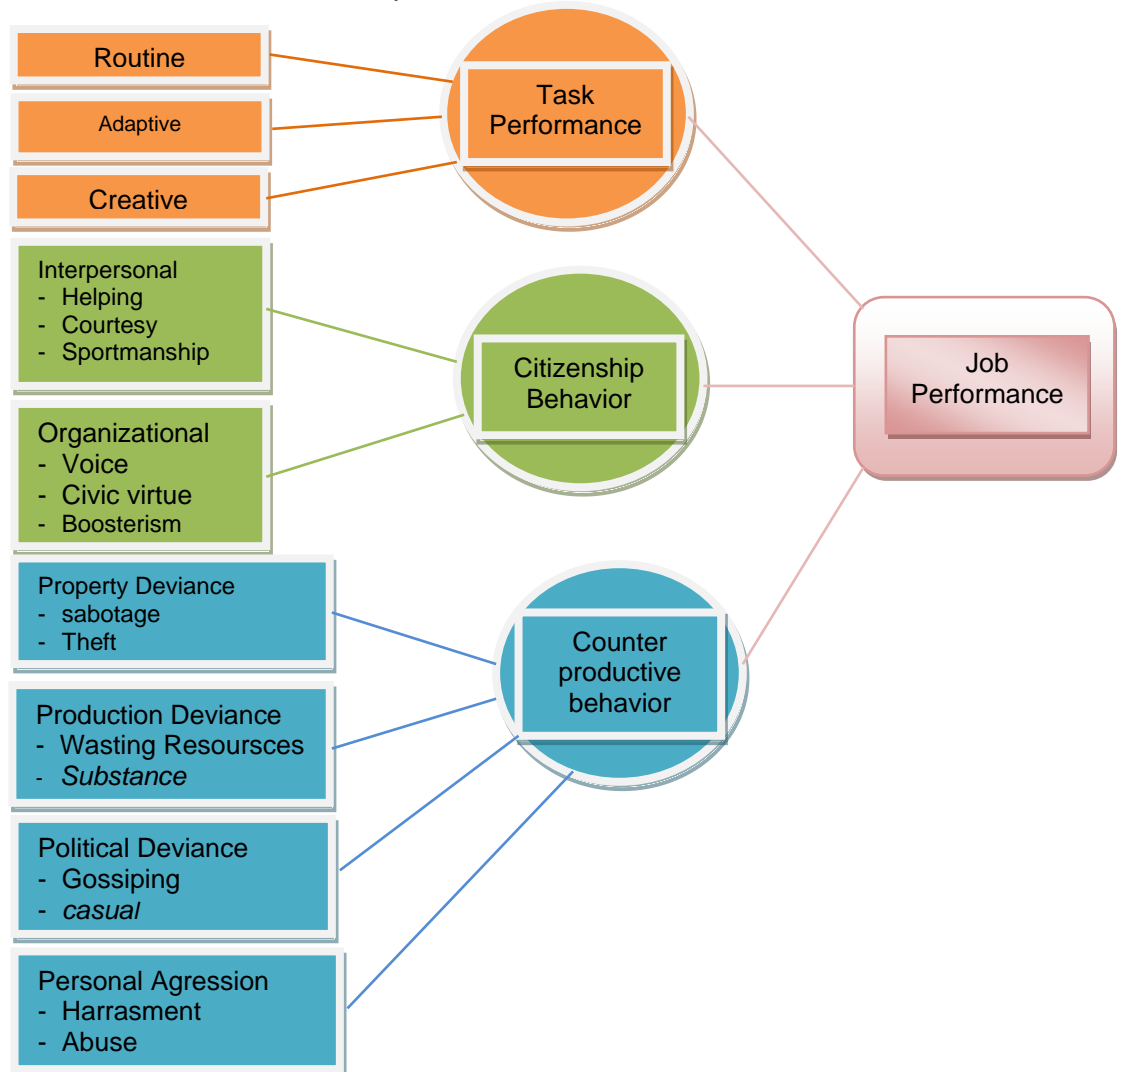 Routine
Adaptive
Creative
Interpersonal
- Helping
- Courtesy
- Sportmanship
Organizational
- Voice
- Civic virtue
- Boosterism
Property Deviance
- sabotage
- Theft
Production Deviance
- Wasting Resoursces
- Substance
Political Deviance
- Gossiping
- casual
Personal Agression
- Harrasment
- Abuse
Task
Performance
Citizenship
Behavior
Counter
productive
behavior
Job
Performance